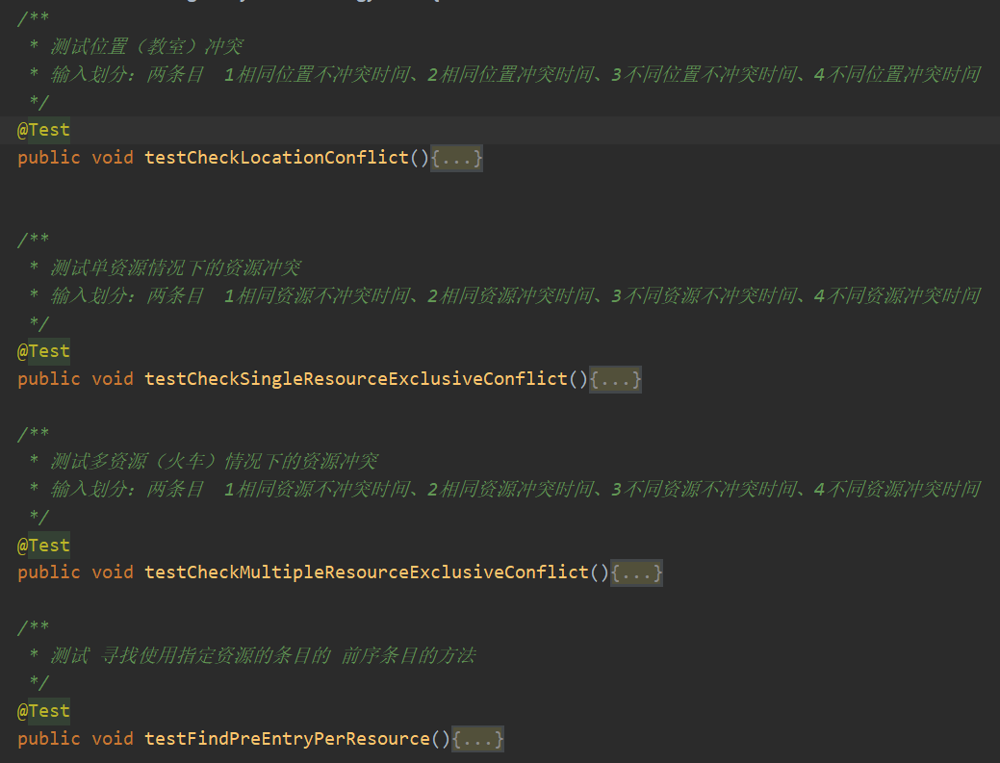 /**
 * 测试位置（教室）冲突
 * 输入划分：两条目  1相同位置不冲突时间、2相同位置冲突时间、3不同位置不冲突时间、4不同位置冲突时间
 */
@Test
public void testCheckLocationConflict(){...}
/**
 * 测试单资源情况下的资源冲突
 * 输入划分：两条目  1相同资源不冲突时间、2相同资源冲突时间、3不同资源不冲突时间、4不同资源冲突时间
 */
@Test
public void testCheckSingleResourceExclusiveConflict(){...}
/**
 * 测试多资源（火车）情况下的资源冲突
 * 输入划分：两条目  1相同资源不冲突时间、2相同资源冲突时间、3不同资源不冲突时间、4不同资源冲突时间
 */
@Test
public void testCheckMultipleResourceExclusiveConflict(){...}
/**
 * 测试 寻找使用指定资源的条目的 前序条目的方法
 */
@Test
public void testFindPreEntryPerResource(){...}